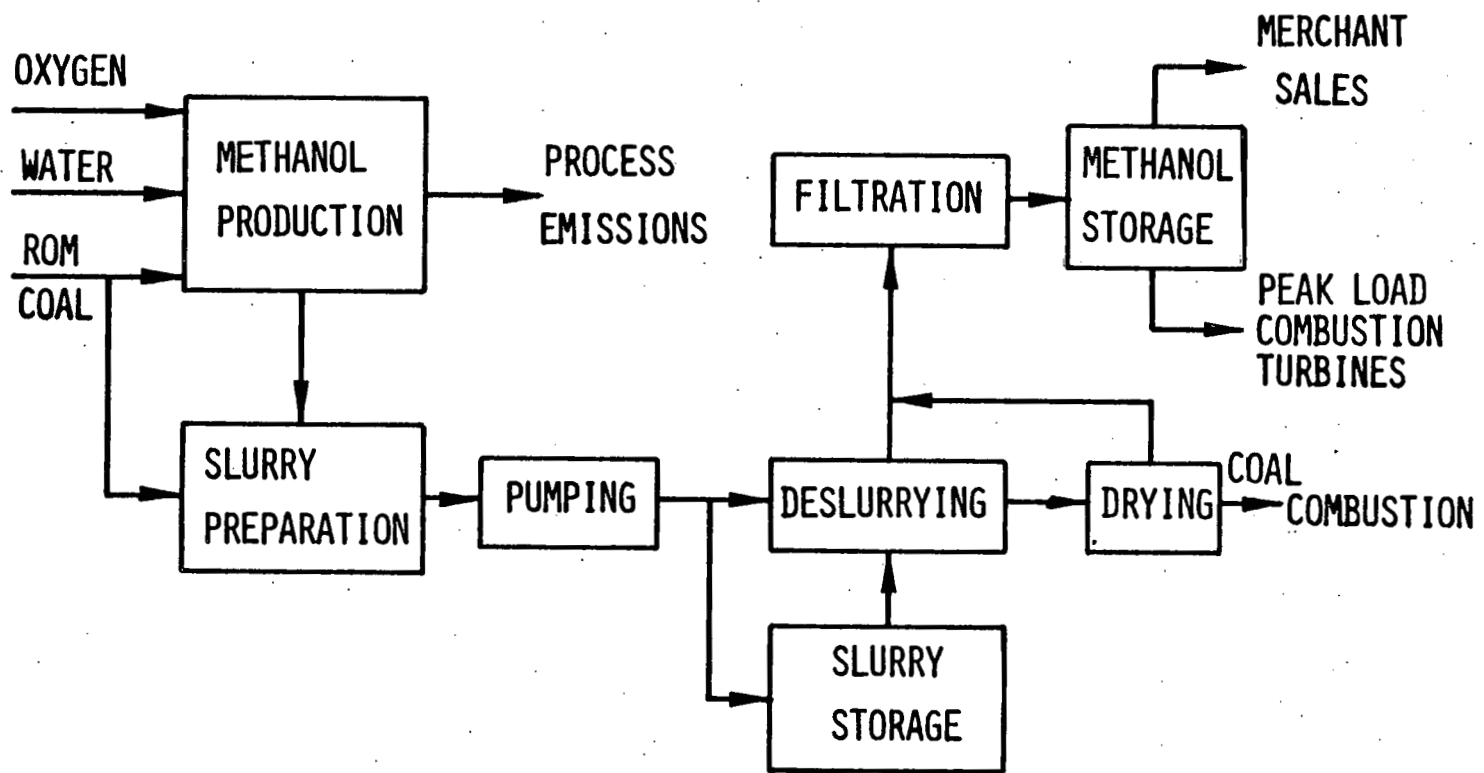 OXYGEN
WATER
ROM
COAL
METHANOL
PRODUCTION
PROCESS
EMISSIONS
SLURRY
PREPARATION
PUMPING
DESLURRYING
SLURRY
STORAGE
DRYING
COAL
COMBUSTION
FILTRATION
METHANOL
STORAGE
MERCHANT
SALES
PEAK LOAD
COMBUSTION
TURBINES